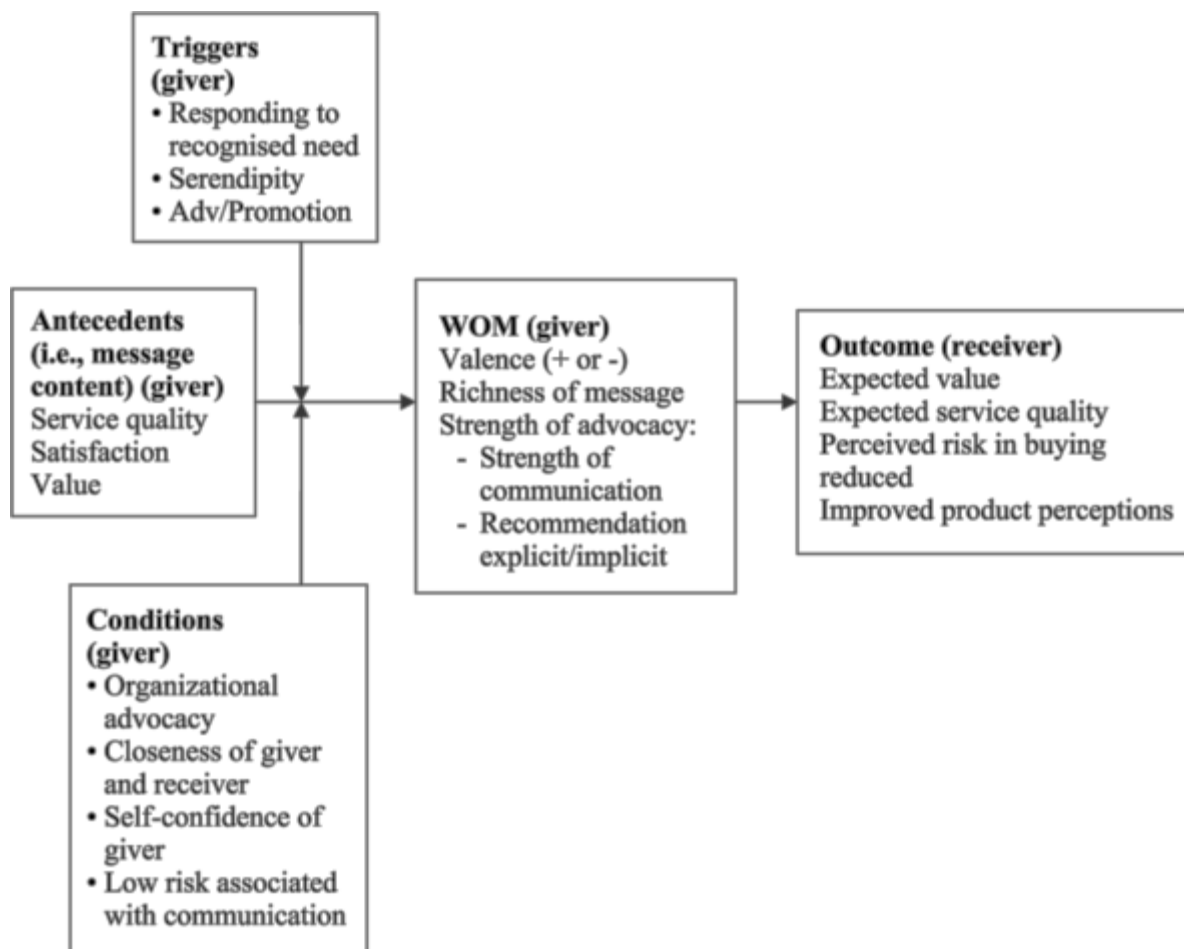 Triggers
(giver)
• Responding to
recognised need
• Serendipity
• Adv/Promotion
Antecedents
(i.e., message
content) (giver)
Service quality
Satisfaction
Value
WOM (giver)
Valence (+ or -)
Richness of message
Strength of advocacy:
- Strength of
communication
- Recommendation
explicit/implicit
Outcome (receiver)
Expected value
Expected service quality
Perceived risk in buying
reduced
Improved product perceptions
Conditions
(giver)
• Organizational
advocacy
• Closeness of giver
and receiver
• Self-confidence of
giver
• Low risk associated
with communication